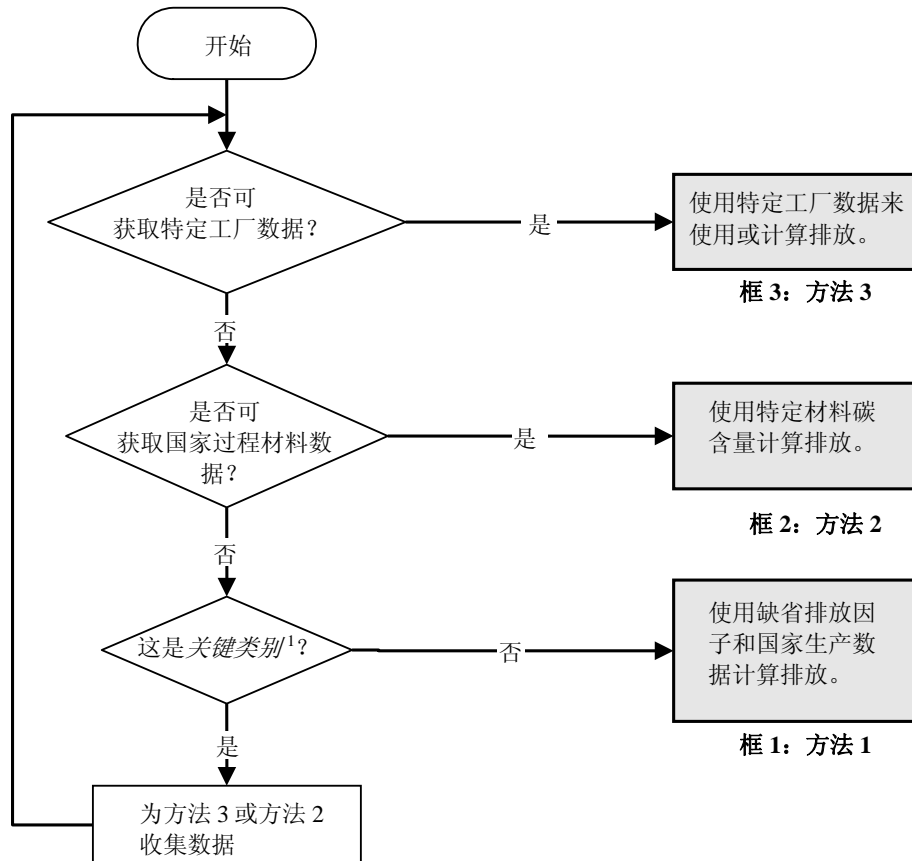 开始
是否可
获取特定工厂数据？
是
使用特定工厂数据来
使用或计算排放。
框 3：方法 3
否
是否可
获取国家过程材料数
据？
是
使用特定材料碳
含量计算排放。
框 2：方法 2
否
这是关键类别¹？
否
使用缺省排放因
子和国家生产数
据计算排放。
框 1：方法 1
是
为方法 3 或方法 2
收集数据